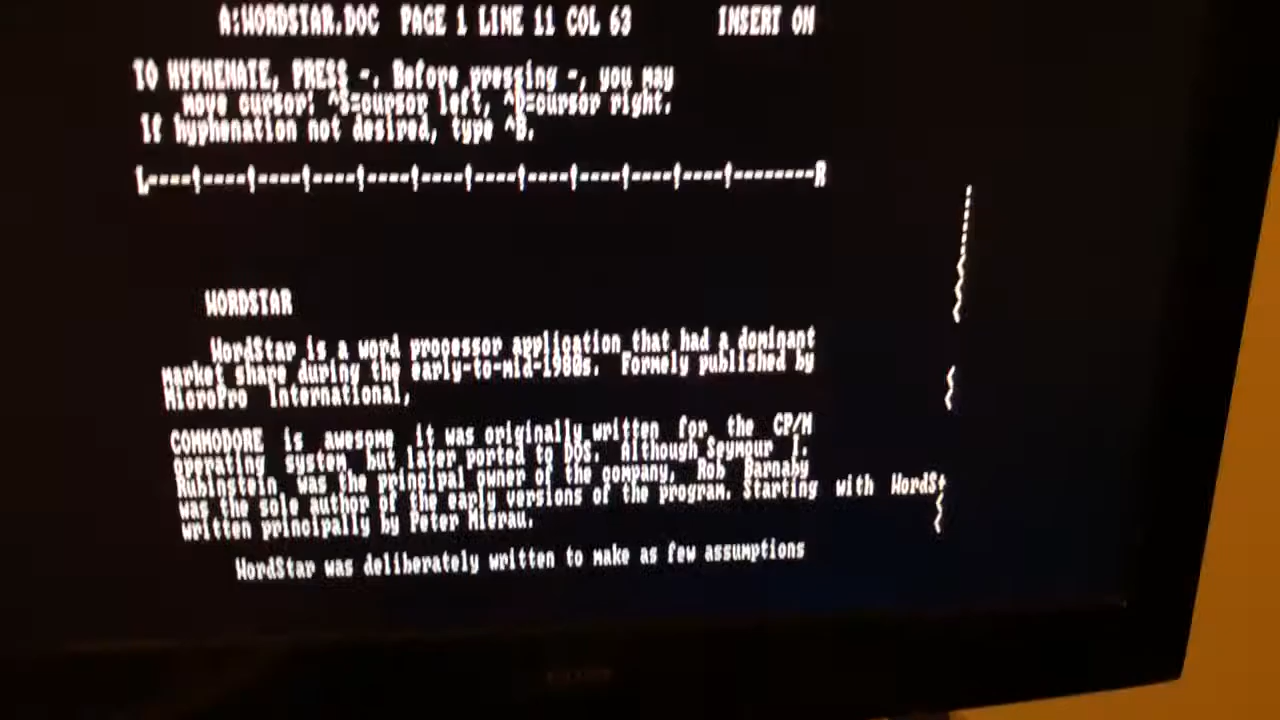 A:WORDSTAR.DOC PAGE 1 LINE 11 COL 63 INSERT ON
TO HYPHENATE, PRESS -. Before pressing -, you may
move cursor: ^S=cursor left, ^D=cursor right.
If hyphenation not desired, type ^B.
L----!----!----!----!----!----!----!----!----!----!----!--------R
WORDSTAR
WordStar is a word processor application that had a dominant
market share during the early-to-mid-1980s. Formely published by
MicroPro International,
COMMODORE is awesome it was originally written for the CP/M
operating system but later ported to DOS. Although Seymour I.
Rubinstein was the principal owner of the company, Rob Barnaby
was the sole author of the early versions of the program. Starting with WordSt
written principally by Peter Mierau.
WordStar was deliberately written to make as few assumptions